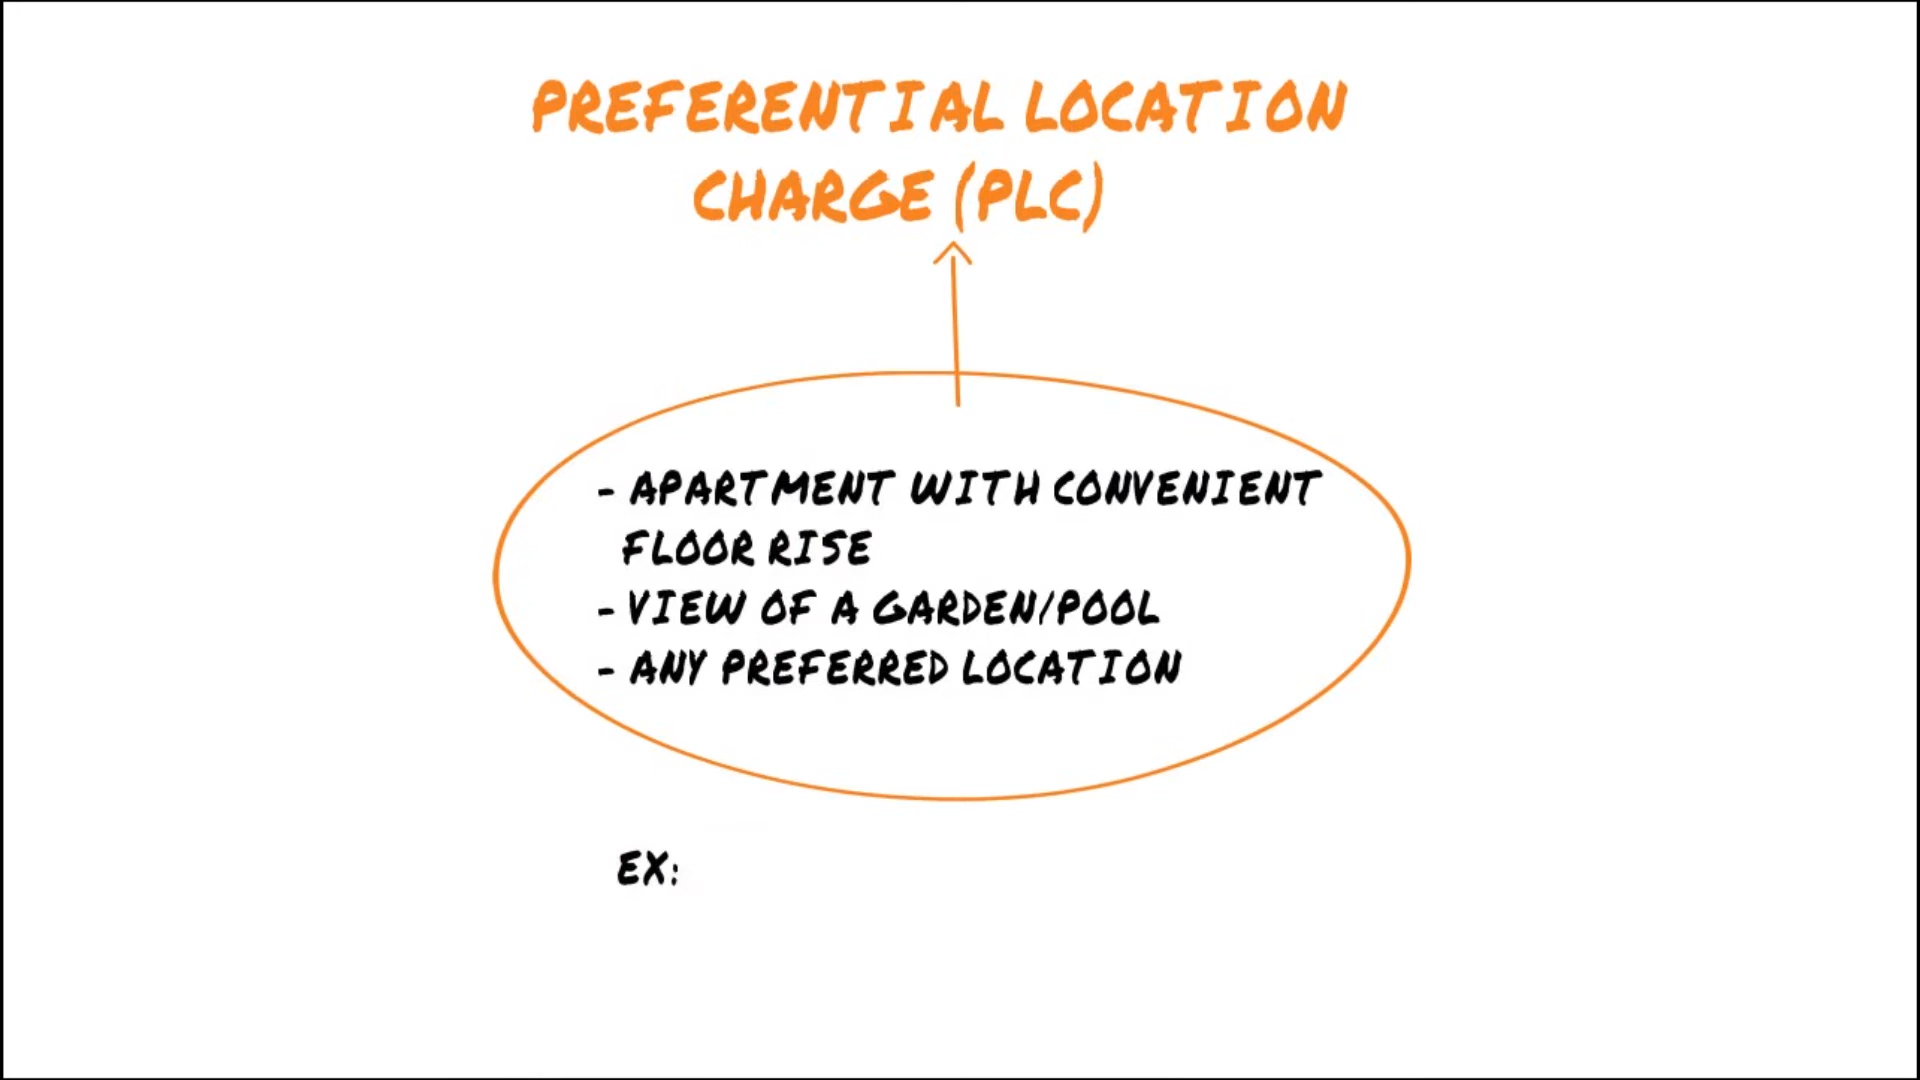 PREFERENTIAL LOCATION
CHARGE (PLC)
- APARTMENT WITH CONVENIENT
FLOOR RISE
- VIEW OF A GARDEN/POOL
- ANY PREFERRED LOCATION
EX: